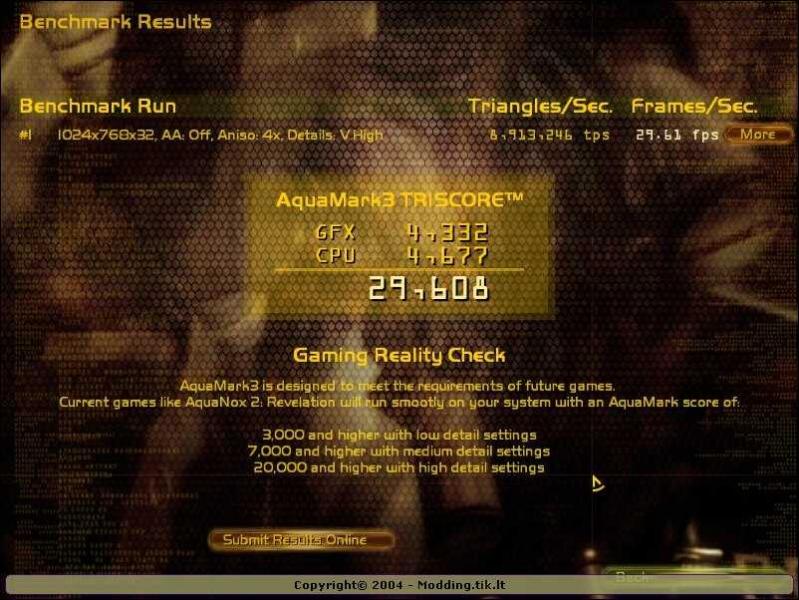 Benchmark Results
Benchmark Run Triangles/Sec. Frames/Sec.
#1 1024x768x32, AA: Off, Aniso: 4x, Details: V.High 8,913,246 tps 29.61 fps More
AquaMark3 TRISCORE™
GFX 4,332
CPU 4,677
29,608
Gaming Reality Check
AquaMark3 is designed to meet the requirements of future games.
Current games like AquaNox 2: Revelation will run smootly on your system with an AquaMark score of:
3,000 and higher with low detail settings
7,000 and higher with medium detail settings
20,000 and higher with high detail settings
Submit Results Online
Back
Copyright© 2004 - Modding.tik.lt